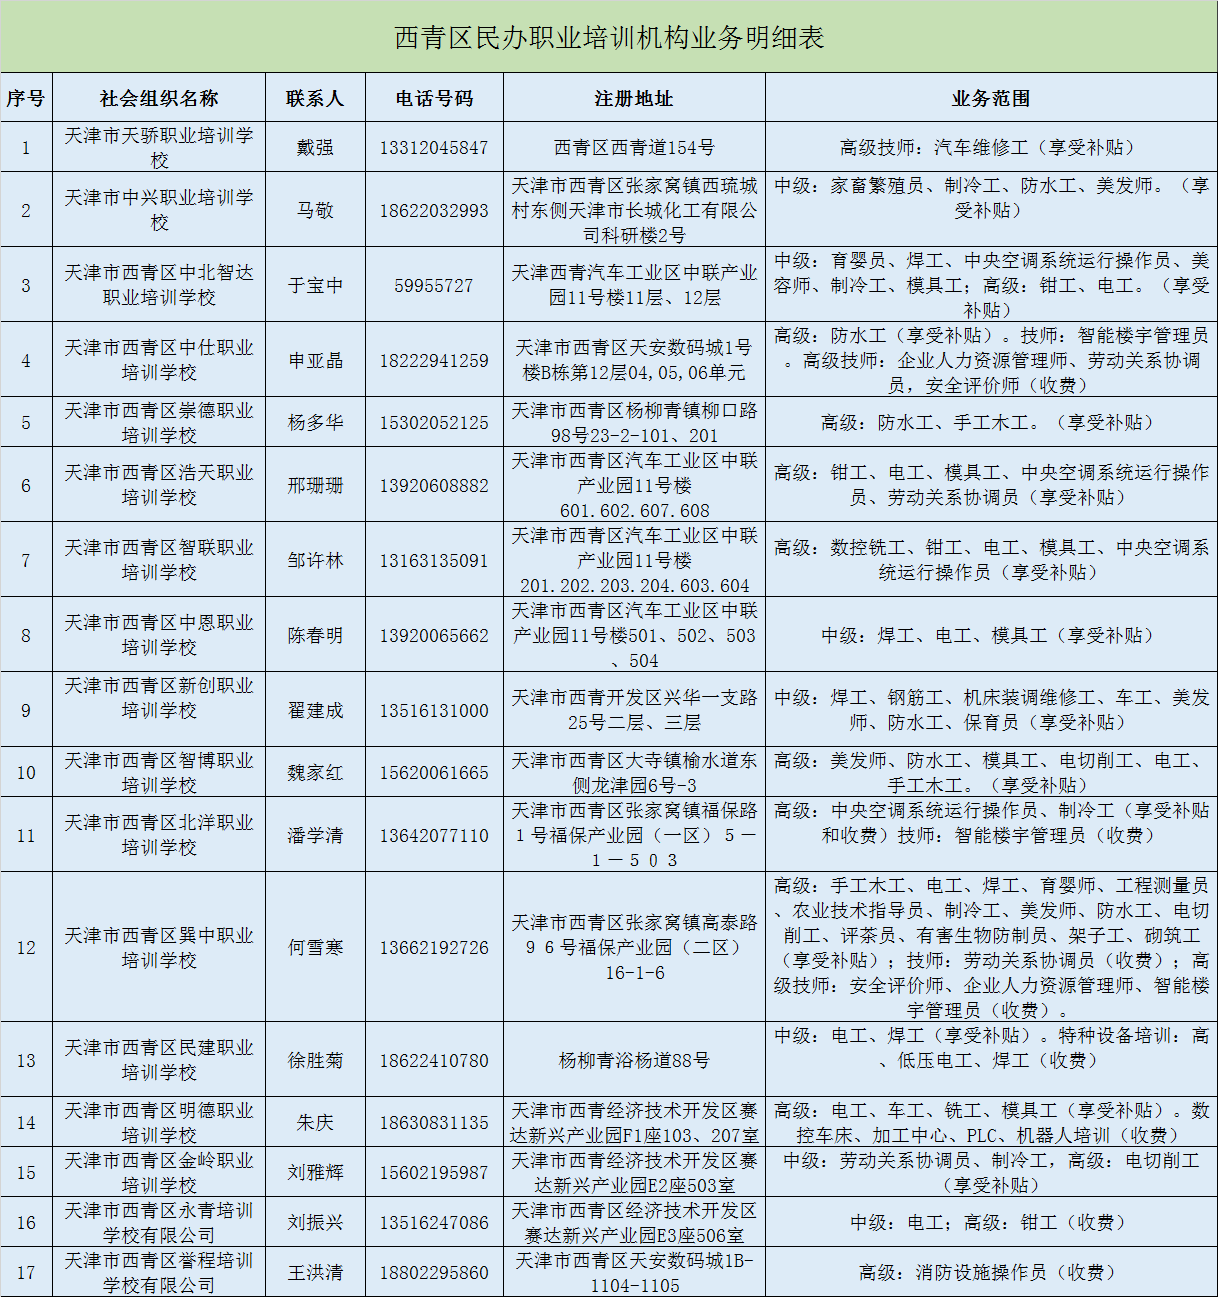 西青区民办职业培训机构业务明细表
序号 社会组织名称 联系人 电话号码 注册地址 业务范围
1 天津市天骄职业培训学
校 戴强 13312045847 西青区西青道154号 高级技师：汽车维修工（享受补贴）
2 天津市中兴职业培训学
校 马敬 18622032993 天津市西青区张家窝镇西琉城
村东侧天津市长城化工有限公
司科研楼2号 中级：家畜繁殖员、制冷工、防水工、美发师。（享
受补贴）
3 天津市西青区中北智达
职业培训学校 于宝中 59955727 天津西青汽车工业区中联产业
园11号楼11层、12层 中级：育婴员、焊工、中央空调系统运行操作员、美
容师、制冷工、模具工；高级：钳工、电工。（享受
补贴）
4 天津市西青区中仕职业
培训学校 申亚晶 18222941259 天津市西青区天安数码城1号
楼B栋第12层04,05,06单元 高级：防水工（享受补贴）。技师：智能楼宇管理员
。高级技师：企业人力资源管理师、劳动关系协调
员，安全评价师（收费）
5 天津市西青区崇德职业
培训学校 杨多华 15302052125 天津市西青区杨柳青镇柳口路
98号23-2-101、201 高级：防水工、手工木工。（享受补贴）
6 天津市西青区浩天职业
培训学校 邢珊珊 13920608882 天津市西青区汽车工业区中联
产业园11号楼
601.602.607.608 高级：钳工、电工、模具工、中央空调系统运行操作
员、劳动关系协调员（享受补贴）
7 天津市西青区智联职业
培训学校 邹许林 13163135091 天津市西青区汽车工业区中联
产业园11号楼
201.202.203.204.603.604 高级：数控铣工、钳工、电工、模具工、中央空调系
统运行操作员（享受补贴）
8 天津市西青区中恩职业
培训学校 陈春明 13920065662 天津市西青区汽车工业区中联
产业园11号楼501、502、503
、504 中级：焊工、电工、模具工（享受补贴）
9 天津市西青区新创职业
培训学校 翟建成 13516131000 天津市西青开发区兴华一支路
25号二层、三层 中级：焊工、钢筋工、机床装调维修工、车工、美发
师、防水工、保育员（享受补贴）
10 天津市西青区智博职业
培训学校 魏家红 15620061665 天津市西青区大寺镇榆水道东
侧龙津园6号-3 高级：美发师、防水工、模具工、电切削工、电工、
手工木工。（享受补贴）
11 天津市西青区北洋职业
培训学校 潘学清 13642077110 天津市西青区张家窝镇福保路
１号福保产业园（一区）５－
１－５０３ 高级：中央空调系统运行操作员、制冷工（享受补贴
和收费）技师：智能楼宇管理员（收费）
12 天津市西青区巽中职业
培训学校 何雪寒 13662192726 天津市西青区张家窝镇高泰路
９６号福保产业园（二区）
16-1-6 高级：手工木工、电工、焊工、育婴师、工程测量员
、农业技术指导员、制冷工、美发师、防水工、电切
削工、评茶员、有害生物防制员、架子工、砌筑工
（享受补贴）；技师：劳动关系协调员（收费）；高
级技师：安全评价师、企业人力资源管理师、智能楼
宇管理员（收费）。
13 天津市西青区民建职业
培训学校 徐胜菊 18622410780 杨柳青浴杨道88号 中级：电工、焊工（享受补贴）。特种设备培训：高
、低压电工、焊工（收费）
14 天津市西青区明德职业
培训学校 朱庆 18630831135 天津市西青经济技术开发区赛
达新兴产业园F1座103、207室 高级：电工、车工、铣工、模具工（享受补贴）。数
控车床、加工中心、PLC、机器人培训（收费）
15 天津市西青区金岭职业
培训学校 刘雅辉 15602195987 天津市西青经济技术开发区赛
达新兴产业园E2座503室 中级：劳动关系协调员、制冷工，高级：电切削工
（享受补贴）
16 天津市西青区永青培训
学校有限公司 刘振兴 13516247086 天津市西青区经济技术开发区
赛达新兴产业园E3座506室 中级：电工；高级：钳工（收费）
17 天津市西青区誉程培训
学校有限公司 王洪清 18802295860 天津市西青区天安数码城1B-
1104-1105 高级：消防设施操作员（收费）